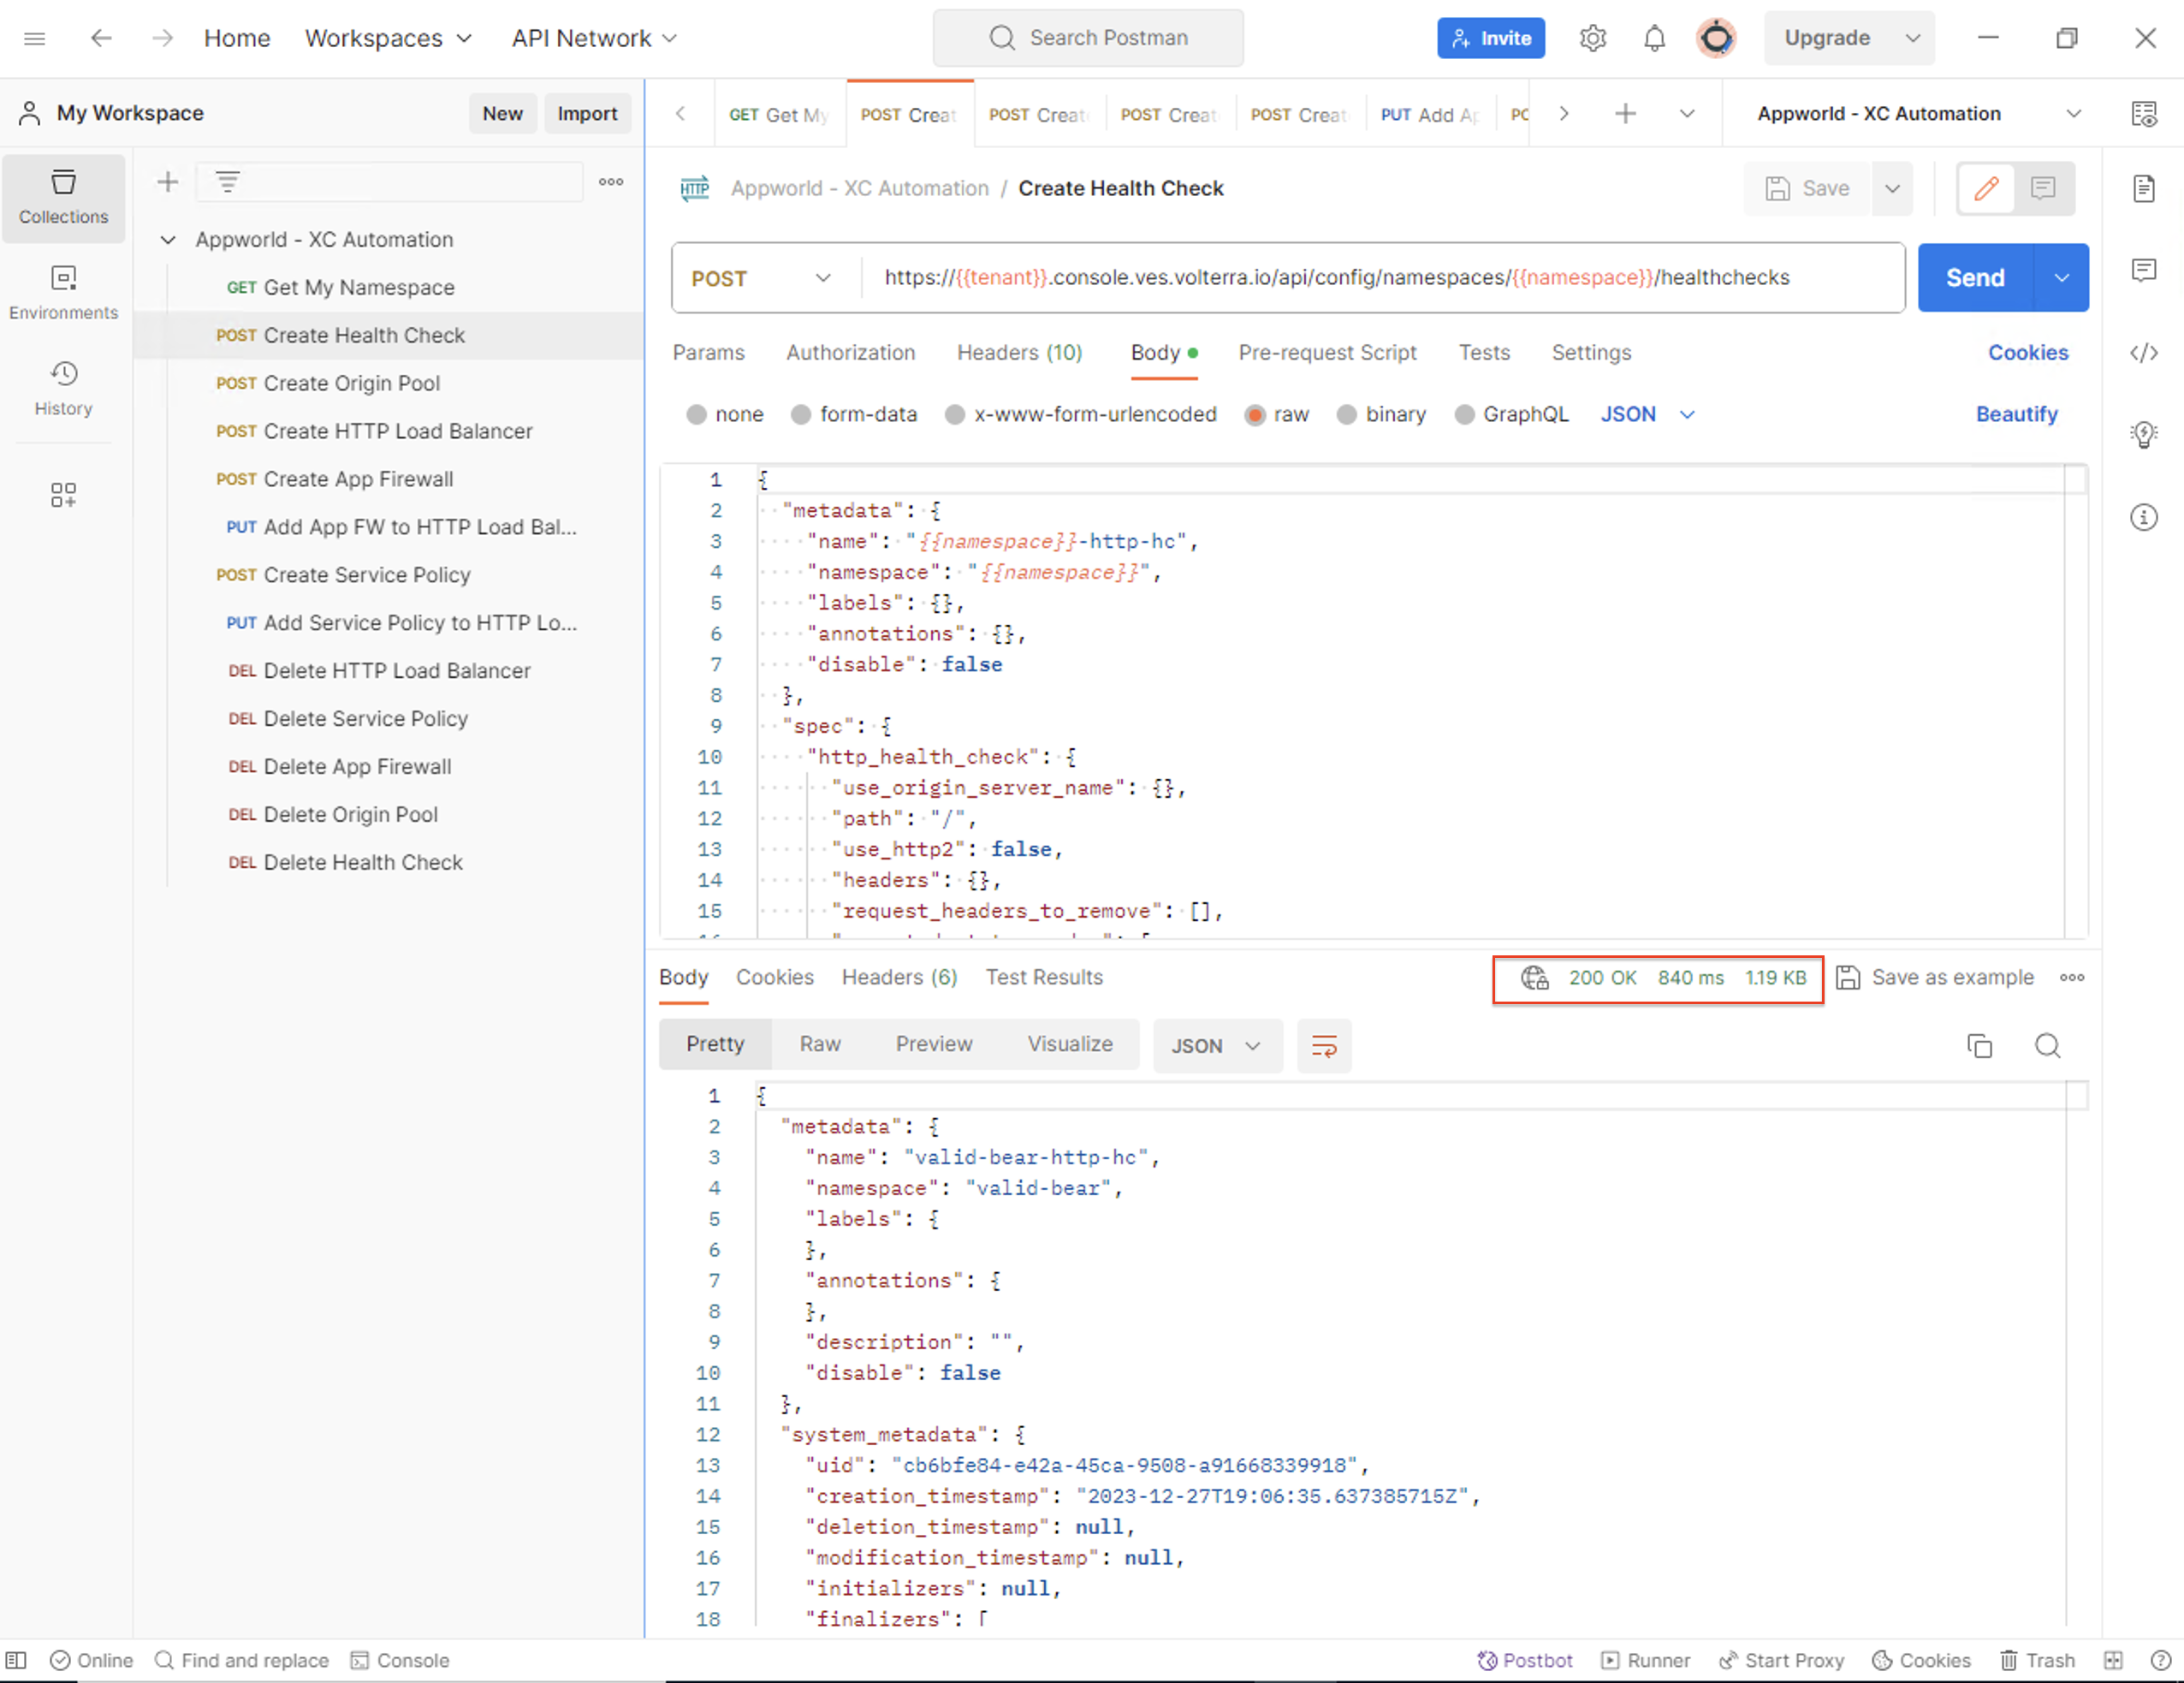 Home Workspaces API Network Search Postman Invite Upgrade
My Workspace New Import
GET Get My POST Creat POST Creat POST Creat POST Creat PUT Add Ap PO
Appworld - XC Automation
Collections
Environments
History
Appworld - XC Automation
GET Get My Namespace
POST Create Health Check
POST Create Origin Pool
POST Create HTTP Load Balancer
POST Create App Firewall
PUT Add App FW to HTTP Load Bal...
POST Create Service Policy
PUT Add Service Policy to HTTP Lo...
DEL Delete HTTP Load Balancer
DEL Delete Service Policy
DEL Delete App Firewall
DEL Delete Origin Pool
DEL Delete Health Check
HTTP Appworld - XC Automation / Create Health Check Save
POST https://{{tenant}}.console.ves.volterra.io/api/config/namespaces/{{namespace}}/healthchecks Send
Params Authorization Headers (10) Body Pre-request Script Tests Settings Cookies
none form-data x-www-form-urlencoded raw binary GraphQL JSON Beautify
1 {
2 "metadata": {
3 "name": "{{namespace}}-http-hc",
4 "namespace": "{{namespace}}",
5 "labels": {},
6 "annotations": {},
7 "disable": false
8 },
9 "spec": {
10 "http_health_check": {
11 "use_origin_server_name": {},
12 "path": "/",
13 "use_http2": false,
14 "headers": {},
15 "request_headers_to_remove": [],
Body Cookies Headers (6) Test Results 200 OK 840 ms 1.19 KB Save as example
Pretty Raw Preview Visualize JSON
1 {
2 "metadata": {
3 "name": "valid-bear-http-hc",
4 "namespace": "valid-bear",
5 "labels": {
6 },
7 "annotations": {
8 },
9 "description": "",
10 "disable": false
11 },
12 "system_metadata": {
13 "uid": "cb6bfe84-e42a-45ca-9508-a91668339918",
14 "creation_timestamp": "2023-12-27T19:06:35.637385715Z",
15 "deletion_timestamp": null,
16 "modification_timestamp": null,
17 "initializers": null,
18 "finalizers": [
Online Find and replace Console Postbot Runner Start Proxy Cookies Trash